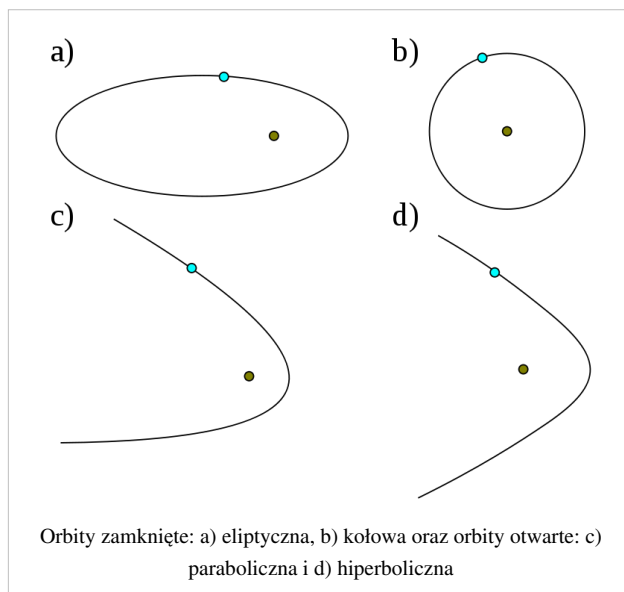 a)
b)
c)
d)
Orbity zamknięte: a) eliptyczna, b) kołowa oraz orbity otwarte: c)
paraboliczna i d) hiperboliczna